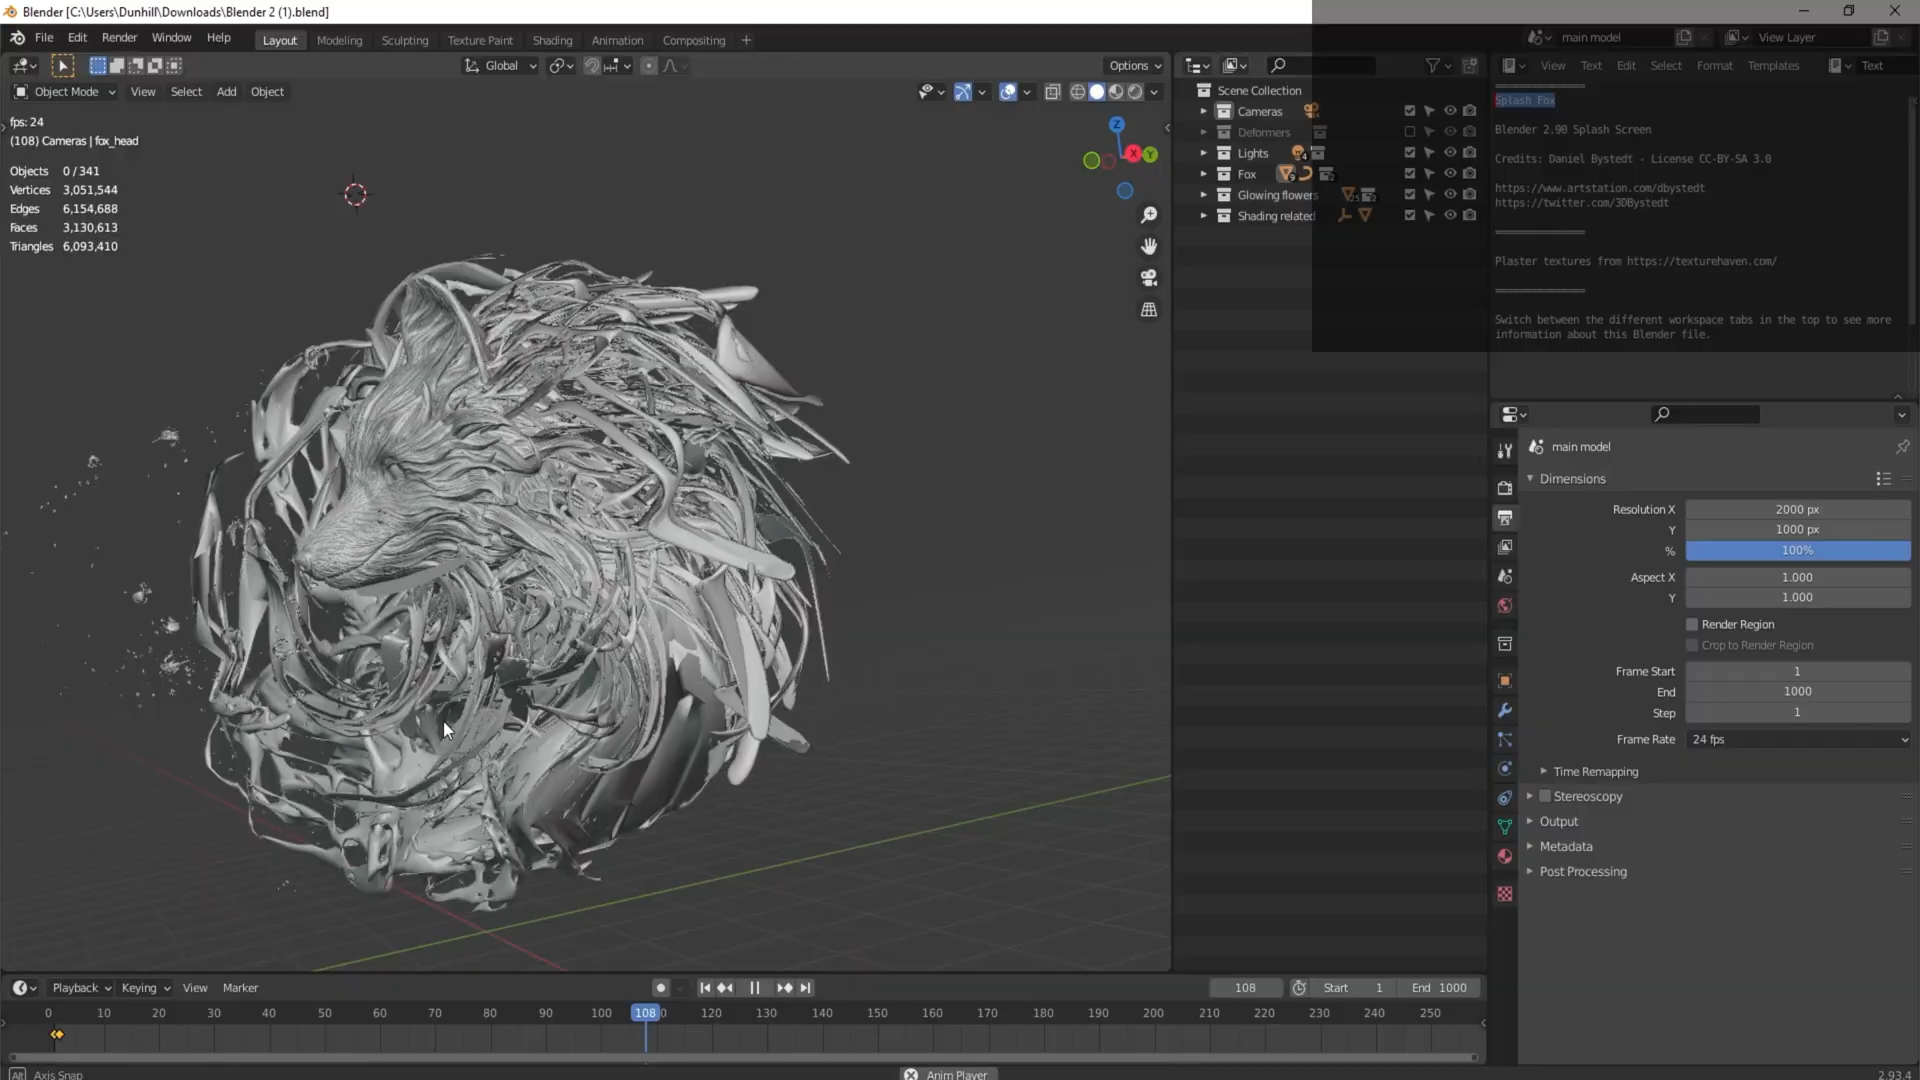 Blender [C:\Users\Dunhill\Downloads\Blender 2 (1).blend]
File Edit Render Window Help Layout Modeling Sculpting Texture Paint Shading Animation Compositing + main model View Layer
Global Options View Text Edit Select Format Templates Text
Object Mode View Select Add Object
fps: 24
(108) Cameras | fox_head
Objects 0 / 341
Vertices 3,051,544
Edges 6,154,688
Faces 3,130,613
Triangles 6,093,410
Z
X
Y
Scene Collection
Cameras
Deformers
Lights 4
Fox 9 2
Glowing flowers 25 2
Shading related
Splash Fox
Blender 2.90 Splash Screen
Credits: Daniel Bystedt - License CC-BY-SA 3.0
https://www.artstation.com/dbystedt
https://twitter.com/3DBystedt
Plaster textures from https://texturehaven.com/
Switch between the different workspace tabs in the top to see more
information about this Blender file.
main model
Dimensions
Resolution X 2000 px
Y 1000 px
% 100%
Aspect X 1.000
Y 1.000
Render Region
Crop to Render Region
Frame Start 1
End 1000
Step 1
Frame Rate 24 fps
Time Remapping
Stereoscopy
Output
Metadata
Post Processing
Playback Keying View Marker 108 Start 1 End 1000
0 10 20 30 40 50 60 70 80 90 100 108 0 120 130 140 150 160 170 180 190 200 210 220 230 240 250
Alt Axis Snap Anim Player 2.93.4